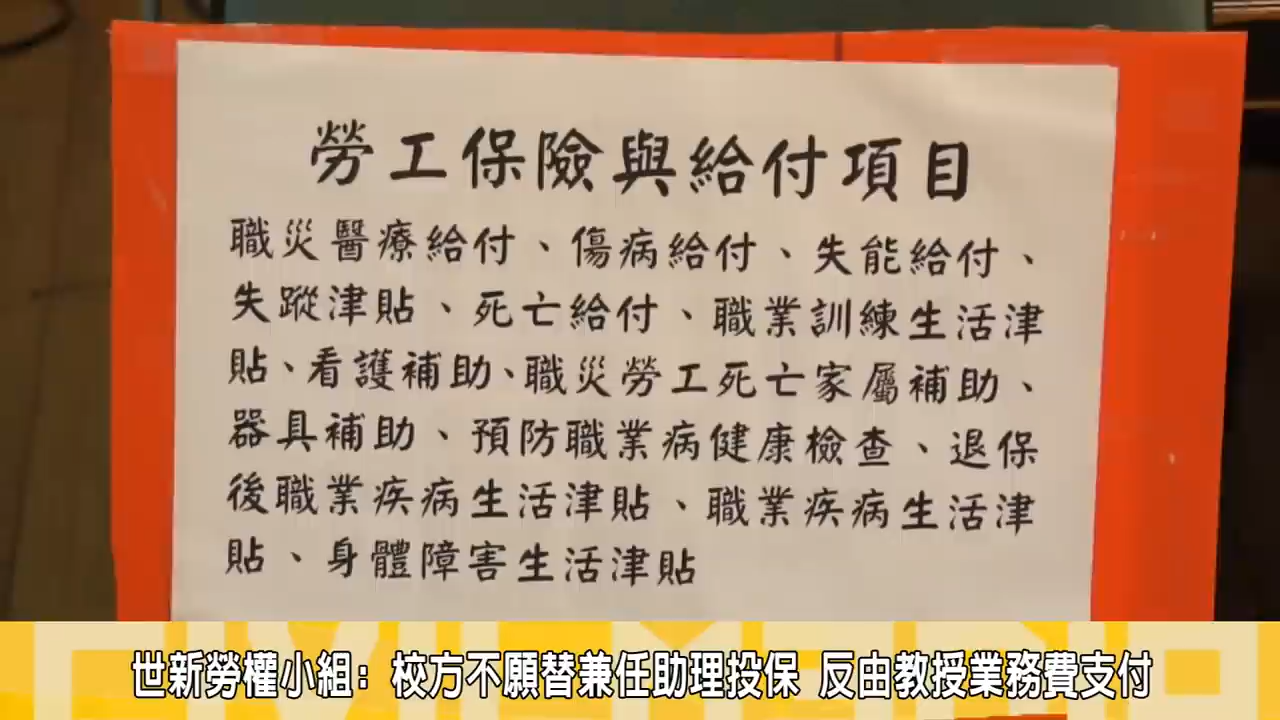 勞工保險與給付項目
職災醫療給付、傷病給付、失能給付、
失蹤津貼、死亡給付、職業訓練生活津
貼、看護補助、職災勞工死亡家屬補助、
器具補助、預防職業病健康檢查、退保
後職業疾病生活津貼、職業疾病生活津
貼、身體障害生活津貼
世新勞權小組：校方不願替兼任助理投保 反由教授業務費支付